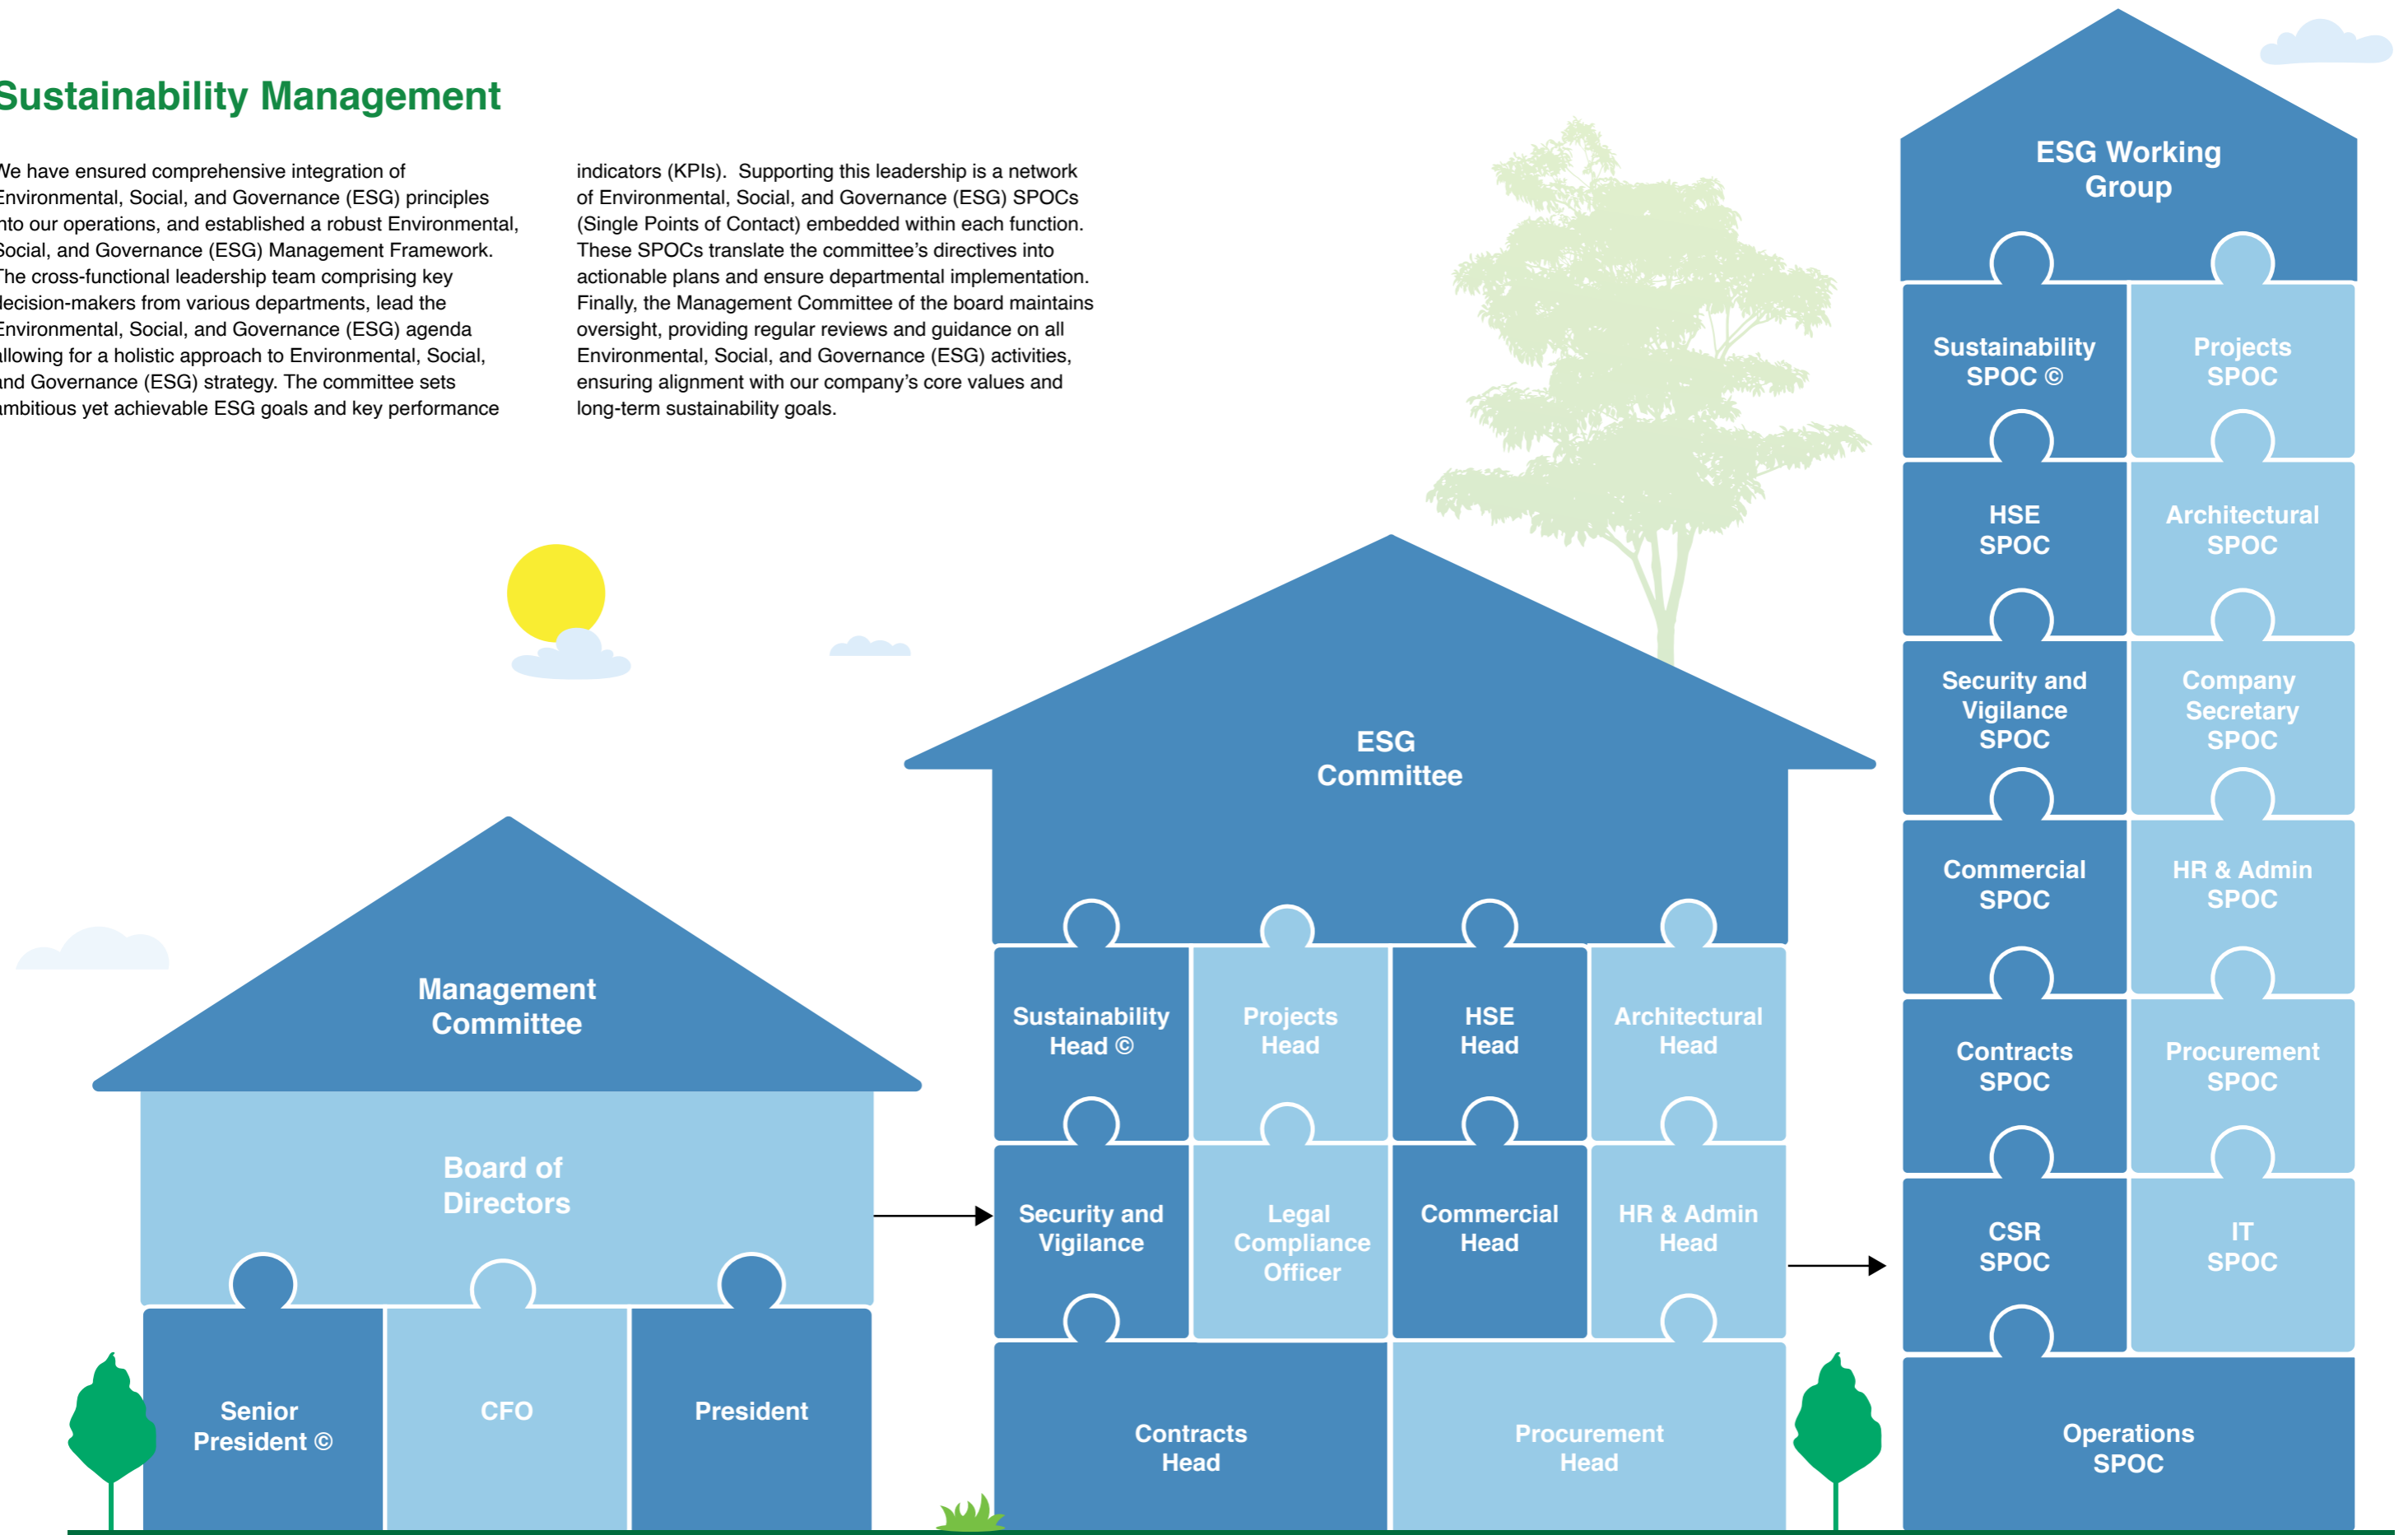 Sustainability Management
We have ensured comprehensive integration of
Environmental, Social, and Governance (ESG) principles
into our operations, and established a robust Environmental,
Social, and Governance (ESG) Management Framework.
The cross-functional leadership team comprising key
decision-makers from various departments, lead the
Environmental, Social, and Governance (ESG) agenda
allowing for a holistic approach to Environmental, Social,
and Governance (ESG) strategy. The committee sets
ambitious yet achievable ESG goals and key performance
indicators (KPIs).  Supporting this leadership is a network
of Environmental, Social, and Governance (ESG) SPOCs
(Single Points of Contact) embedded within each function.
These SPOCs translate the committee’s directives into
actionable plans and ensure departmental implementation.
Finally, the Management Committee of the board maintains
oversight, providing regular reviews and guidance on all
Environmental, Social, and Governance (ESG) activities,
ensuring alignment with our company’s core values and
long-term sustainability goals.
Management
Committee
Board of
Directors
Senior
President ©
CFO
President
ESG
Committee
Sustainability
Head ©
Projects
Head
HSE
Head
Architectural
Head
Security and
Vigilance
Legal
Compliance
Officer
Commercial
Head
HR & Admin
Head
Contracts
Head
Procurement
Head
ESG Working
Group
Sustainability
SPOC ©
Projects
SPOC
HSE
SPOC
Architectural
SPOC
Security and
Vigilance
SPOC
Company
Secretary
SPOC
Commercial
SPOC
HR & Admin
SPOC
Contracts
SPOC
Procurement
SPOC
CSR
SPOC
IT
SPOC
Operations
SPOC